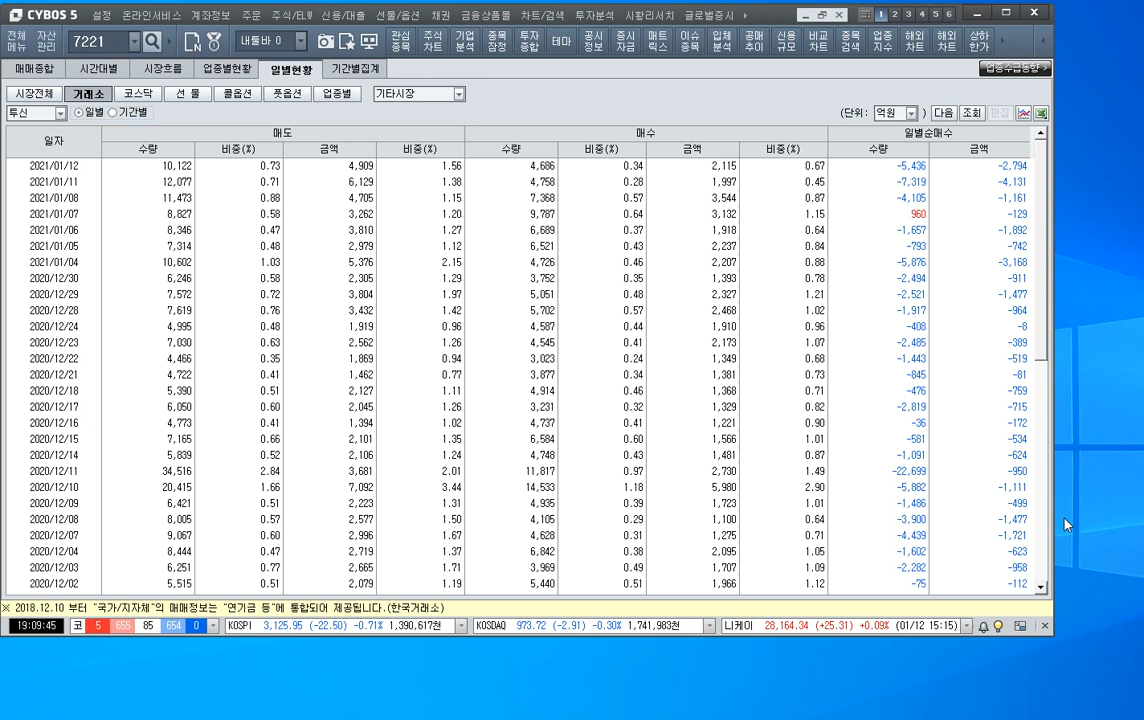 CYBOS 5 설정 온라인서비스 계좌정보 주문 주식/ELW 신용/대출 선물/옵션 채권 금융상품몰 차트/검색 투자분석 시황리서치 글로벌증시 1 2 3 4 5 6
전체메뉴 자산관리 7221 내툴바 0 관심종목 주식차트 기업분석 종목잠정 투자종합 테마 공시정보 증시자금 매트릭스 이슈종목 입체분석 공매추이 신용규모 비교차트 종목검색 업종지수 해외차트 해외차트 상하한가
매매종합 시간대별 시장흐름 업종별현황 일별현황 기간별집계 업종수급동향 >
시장전체 거래소 코스닥 선 물 콜옵션 풋옵션 업종별 기타시장
투신 일별 기간별 (단위: 억원 ) 다음 조회 편집
일자 매도 매수 일별순매수
수량 비중(%) 금액 비중(%) 수량 비중(%) 금액 비중(%) 수량 금액
2021/01/12 10,122 0.73 4,909 1.56 4,686 0.34 2,115 0.67 -5,436 -2,794
2021/01/11 12,077 0.71 6,129 1.38 4,758 0.28 1,997 0.45 -7,319 -4,131
2021/01/08 11,473 0.88 4,705 1.15 7,368 0.57 3,544 0.87 -4,105 -1,161
2021/01/07 8,827 0.58 3,262 1.20 9,787 0.64 3,132 1.15 960 -129
2021/01/06 8,346 0.47 3,810 1.27 6,689 0.37 1,918 0.64 -1,657 -1,892
2021/01/05 7,314 0.48 2,979 1.12 6,521 0.43 2,237 0.84 -793 -742
2021/01/04 10,602 1.03 5,376 2.15 4,726 0.46 2,207 0.88 -5,876 -3,168
2020/12/30 6,246 0.58 2,305 1.29 3,752 0.35 1,393 0.78 -2,494 -911
2020/12/29 7,572 0.72 3,804 1.97 5,051 0.48 2,327 1.21 -2,521 -1,477
2020/12/28 7,619 0.76 3,432 1.42 5,702 0.57 2,468 1.02 -1,917 -964
2020/12/24 4,995 0.48 1,919 0.96 4,587 0.44 1,910 0.96 -408 -8
2020/12/23 7,030 0.63 2,562 1.26 4,545 0.41 2,173 1.07 -2,485 -389
2020/12/22 4,466 0.35 1,869 0.94 3,023 0.24 1,349 0.68 -1,443 -519
2020/12/21 4,722 0.41 1,462 0.77 3,877 0.34 1,381 0.73 -845 -81
2020/12/18 5,390 0.51 2,127 1.11 4,914 0.46 1,368 0.71 -476 -759
2020/12/17 6,050 0.60 2,045 1.26 3,231 0.32 1,329 0.82 -2,819 -715
2020/12/16 4,773 0.41 1,394 1.02 4,737 0.41 1,221 0.90 -36 -172
2020/12/15 7,165 0.66 2,101 1.35 6,584 0.60 1,566 1.01 -581 -534
2020/12/14 5,839 0.52 2,106 1.24 4,748 0.43 1,481 0.87 -1,091 -624
2020/12/11 34,516 2.84 3,681 2.01 11,817 0.97 2,730 1.49 -22,699 -950
2020/12/10 20,415 1.66 7,092 3.44 14,533 1.18 5,980 2.90 -5,882 -1,111
2020/12/09 6,421 0.51 2,223 1.31 4,935 0.39 1,723 1.01 -1,486 -499
2020/12/08 8,005 0.57 2,577 1.50 4,105 0.29 1,100 0.64 -3,900 -1,477
2020/12/07 9,067 0.60 2,996 1.67 4,628 0.31 1,275 0.71 -4,439 -1,721
2020/12/04 8,444 0.47 2,719 1.37 6,842 0.38 2,095 1.05 -1,602 -623
2020/12/03 6,251 0.77 2,665 1.71 3,969 0.49 1,707 1.09 -2,282 -958
2020/12/02 5,515 0.51 2,079 1.19 5,440 0.51 1,966 1.12 -75 -112
※ 2018.12.10 부터 "국가/지자체"의 매매정보는 "연기금 등"에 통합되어 제공됩니다.(한국거래소)
19:09:45 코 5 655 85 654 0 KOSPI 3,125.95 (-22.50) -0.71% 1,390,617천 KOSDAQ 973.72 (-2.91) -0.30% 1,741,983천 니케이 28,164.34 (+25.31) +0.09% (01/12 15:15)